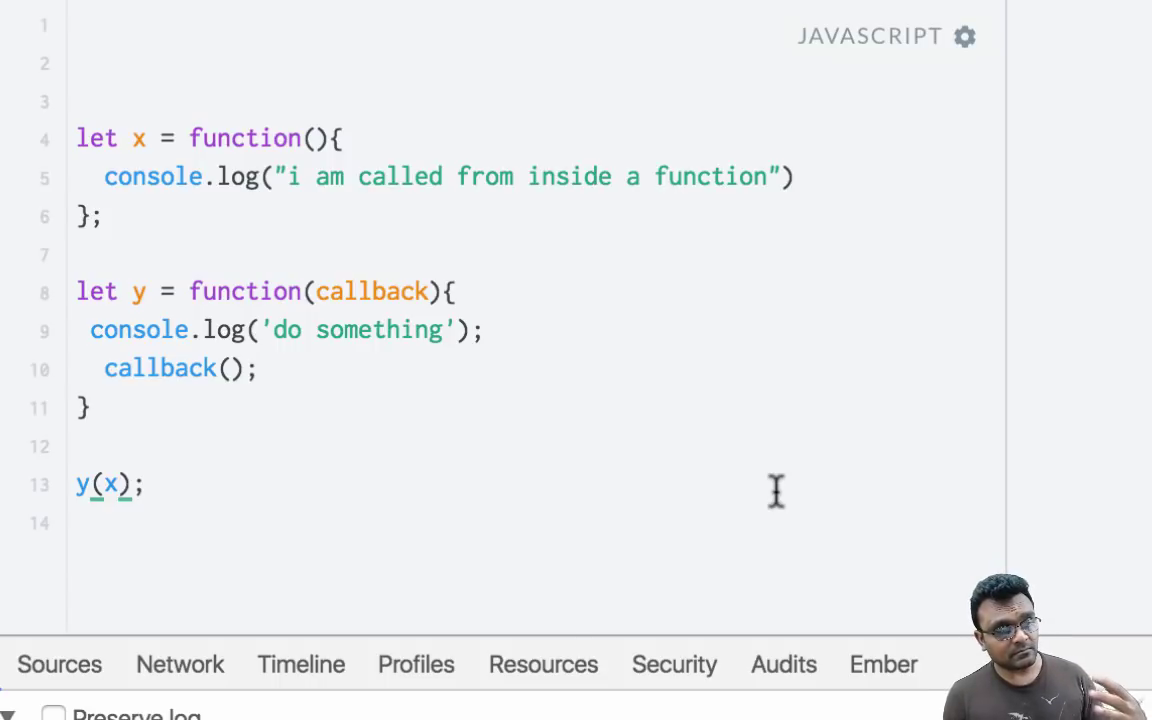 1
JAVASCRIPT
2
3
4 let x = function(){
5 console.log("i am called from inside a function")
6 };
7
8 let y = function(callback){
9 console.log('do something');
10 callback();
11 }
12
13 y(x);
14
Sources Network Timeline Profiles Resources Security Audits Ember
Preserve log